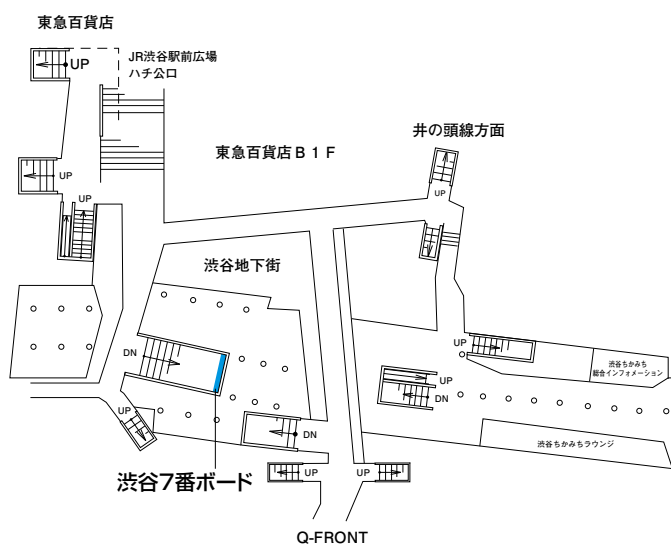 東急百貨店
UP
JR渋谷駅前広場
ハチ公口
東急百貨店B1F
井の頭線方面
UP
UP
UP
渋谷地下街
DN
UP
UP
渋谷ちかみち
総合インフォメーション
UP
DN
UP
DN
渋谷ちかみちラウンジ
渋谷7番ボード
UP
UP
Q-FRONT